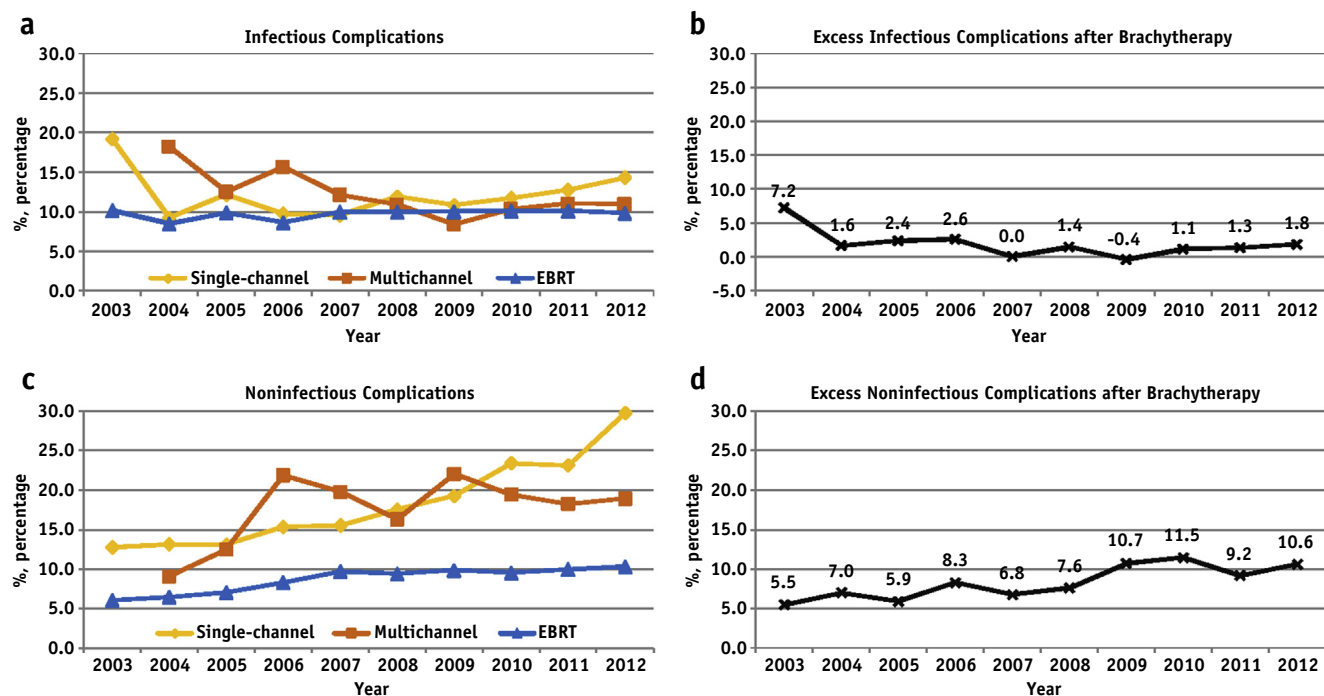 a
Infectious Complications
30.0
25.0
20.0
15.0
10.0
5.0
0.0
%, percentage
Single-channel Multichannel EBRT
2003 2004 2005 2006 2007 2008 2009 2010 2011 2012
Year
b
Excess Infectious Complications after Brachytherapy
30.0
25.0
20.0
15.0
10.0
5.0
0.0
-5.0
%, percentage
7.2 1.6 2.4 2.6 0.0 1.4 -0.4 1.1 1.3 1.8
2003 2004 2005 2006 2007 2008 2009 2010 2011 2012
Year
c
Noninfectious Complications
30.0
25.0
20.0
15.0
10.0
5.0
0.0
%, percentage
Single-channel Multichannel EBRT
2003 2004 2005 2006 2007 2008 2009 2010 2011 2012
Year
d
Excess Noninfectious Complications after Brachytherapy
30.0
25.0
20.0
15.0
10.0
5.0
0.0
%, percentage
5.5 7.0 5.9 8.3 6.8 7.6 10.7 11.5 9.2 10.6
2003 2004 2005 2006 2007 2008 2009 2010 2011 2012
Year